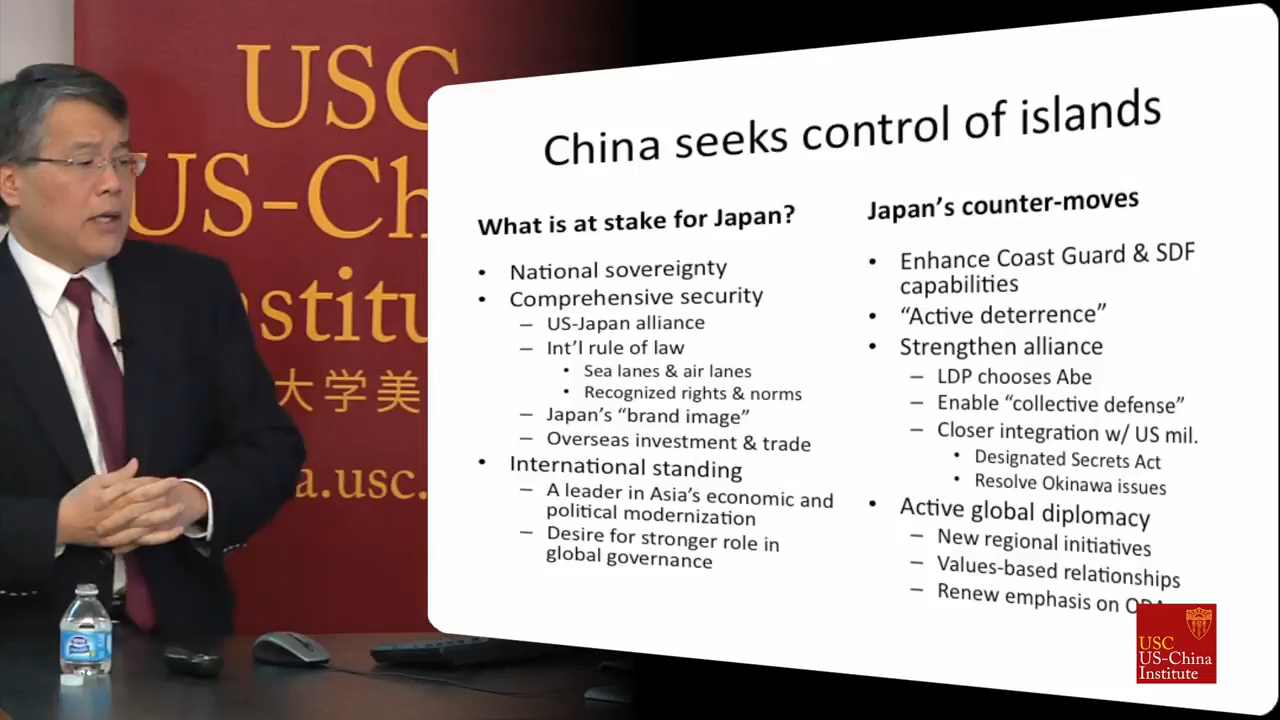 USC
US-Ch
nstitu
大学美
a.usc.
China seeks control of islands
What is at stake for Japan?
• National sovereignty
• Comprehensive security
– US-Japan alliance
– Int'l rule of law
• Sea lanes & air lanes
• Recognized rights & norms
– Japan's "brand image"
– Overseas investment & trade
• International standing
– A leader in Asia's economic and
political modernization
– Desire for stronger role in
global governance
Japan's counter-moves
• Enhance Coast Guard & SDF
capabilities
• "Active deterrence"
• Strengthen alliance
– LDP chooses Abe
– Enable "collective defense"
– Closer integration w/ US mil.
• Designated Secrets Act
• Resolve Okinawa issues
• Active global diplomacy
– New regional initiatives
– Values-based relationships
– Renew emphasis on
USC
US-China
Institute